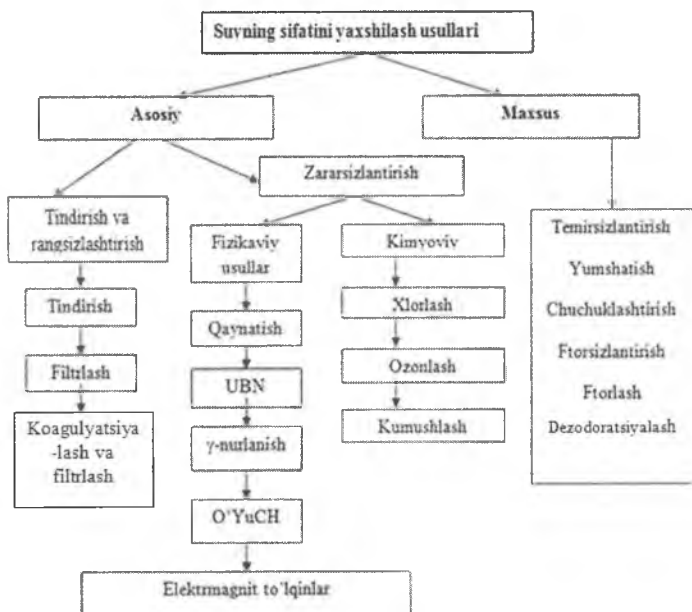 Suvning sifatini yaxshilash usullari
Asosiy
Maxsus
Zararsizlantirish
Tindirish va
rangsizlashtirish
Tindirish
Filtrlash
Koagulyatsiya
-lash va
filtrlash
Fizikaviy
usullar
Qaynatish
UBN
γ-nurlanish
O'YuCH
Elektrmagnit to'lqinlar
Kimyoviv
Xlorlash
Ozonlash
Kumushlash
Temirsizlantirish
Yumshatish
Chuchuklashtirish
Ftorsizlantirish
Ftorlash
Dezodoratsiyalash